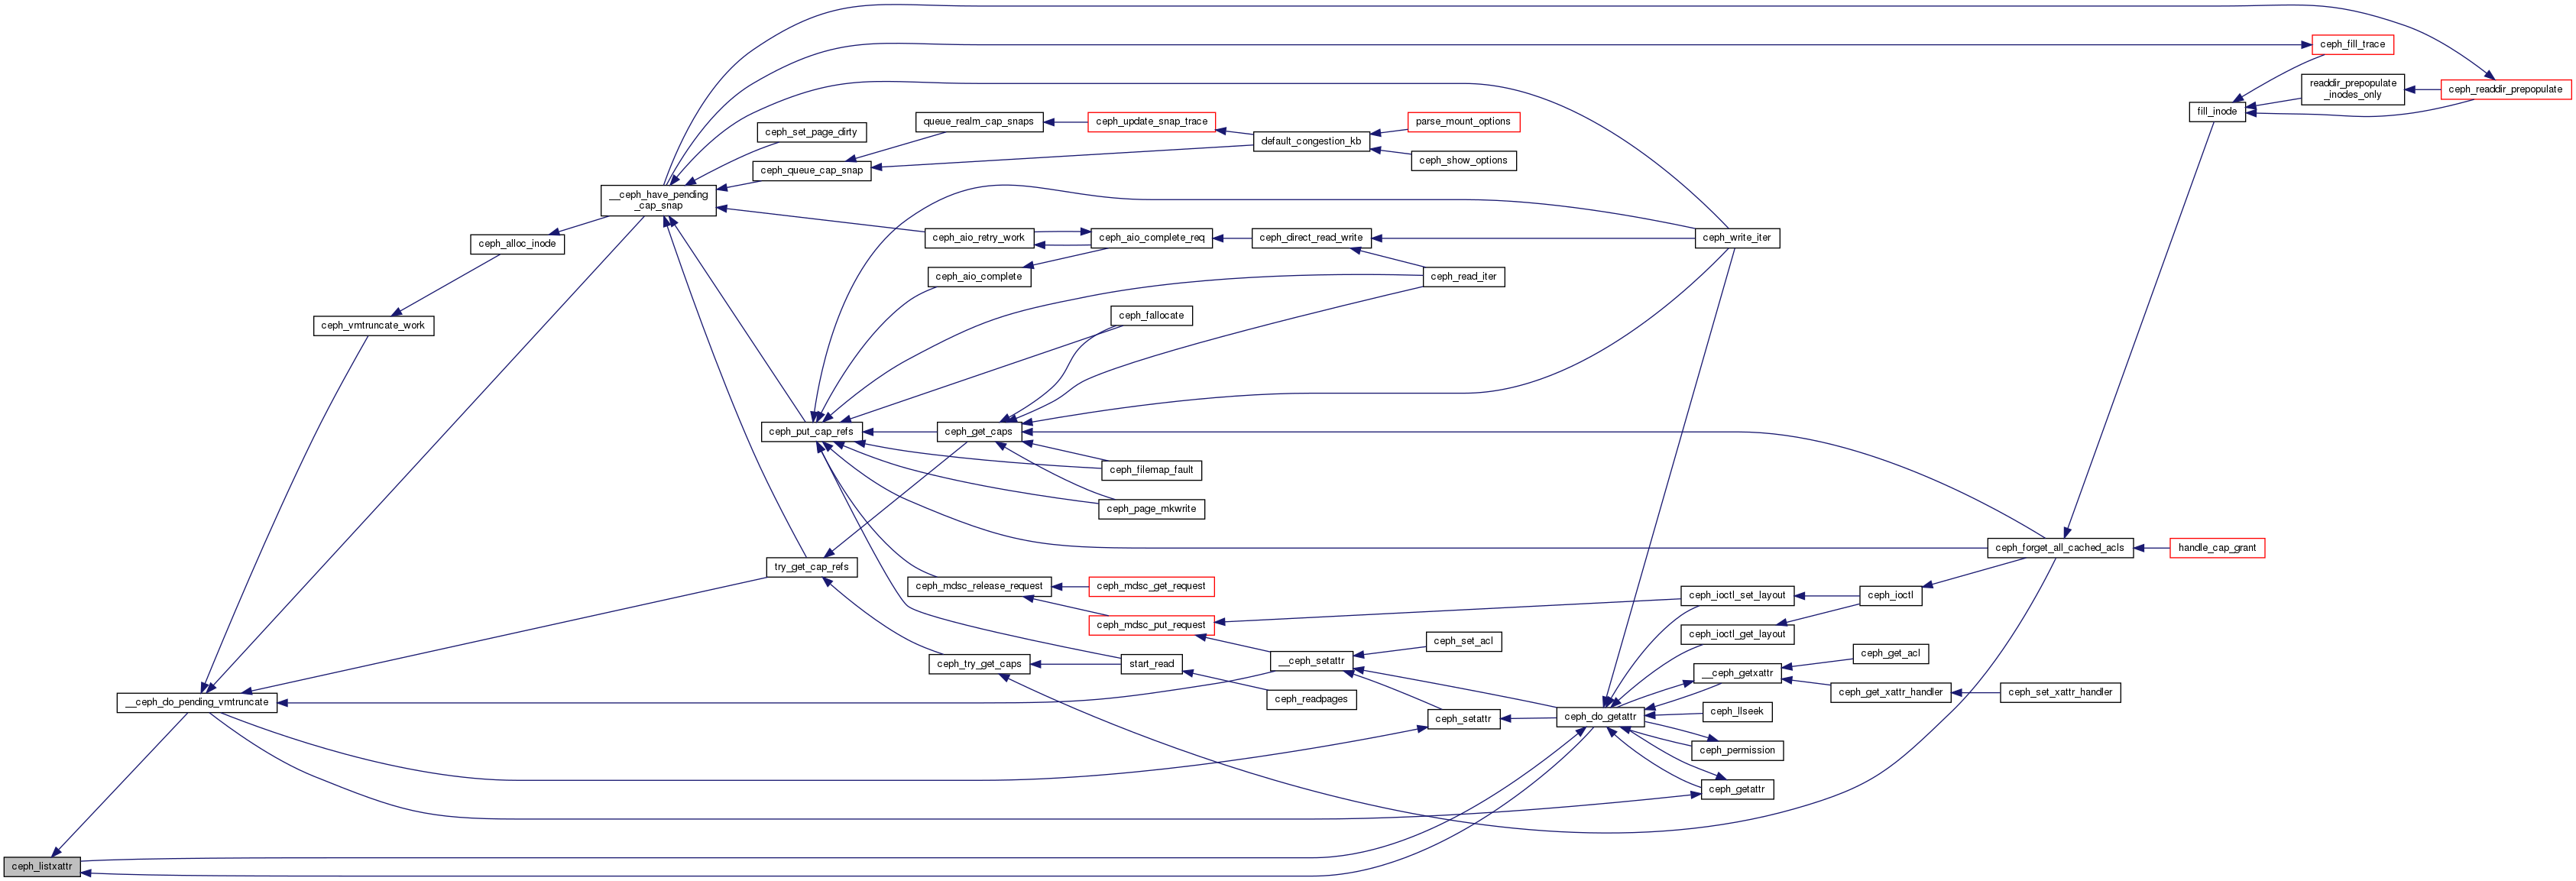 ceph_fill_trace
readdir_prepopulate
_inodes_only
ceph_readdir_prepopulate
fill_inode
queue_realm_cap_snaps
ceph_update_snap_trace
parse_mount_options
ceph_set_page_dirty
default_congestion_kb
ceph_show_options
ceph_queue_cap_snap
__ceph_have_pending
_cap_snap
ceph_alloc_inode
ceph_aio_retry_work
ceph_aio_complete_req
ceph_direct_read_write
ceph_write_iter
ceph_aio_complete
ceph_read_iter
ceph_vmtruncate_work
ceph_fallocate
ceph_put_cap_refs
ceph_get_caps
ceph_filemap_fault
ceph_page_mkwrite
ceph_forget_all_cached_acls
handle_cap_grant
try_get_cap_refs
ceph_mdsc_release_request
ceph_mdsc_get_request
ceph_ioctl_set_layout
ceph_ioctl
ceph_mdsc_put_request
ceph_ioctl_get_layout
ceph_set_acl
ceph_get_acl
ceph_try_get_caps
start_read
__ceph_setattr
__ceph_getxattr
ceph_get_xattr_handler
ceph_set_xattr_handler
__ceph_do_pending_vmtruncate
ceph_readpages
ceph_setattr
ceph_do_getattr
ceph_llseek
ceph_permission
ceph_getattr
ceph_listxattr